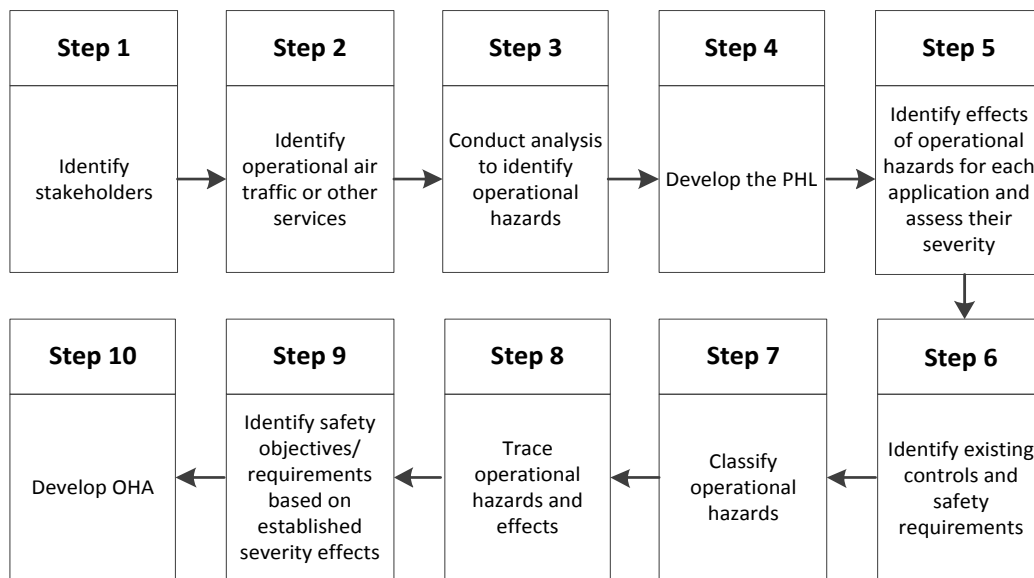 Step 1
Identify
stakeholders
Step 2
Identify
operational air
traffic or other
services
Step 3
Conduct analysis
to identify
operational
hazards
Step 4
Develop the PHL
Step 5
Identify effects
of operational
hazards for each
application and
assess their
severity
Step 6
Identify existing
controls and
safety
requirements
Step 7
Classify
operational
hazards
Step 8
Trace
operational
hazards and
effects
Step 9
Identify safety
objectives/
requirements
based on
established
severity effects
Step 10
Develop OHA